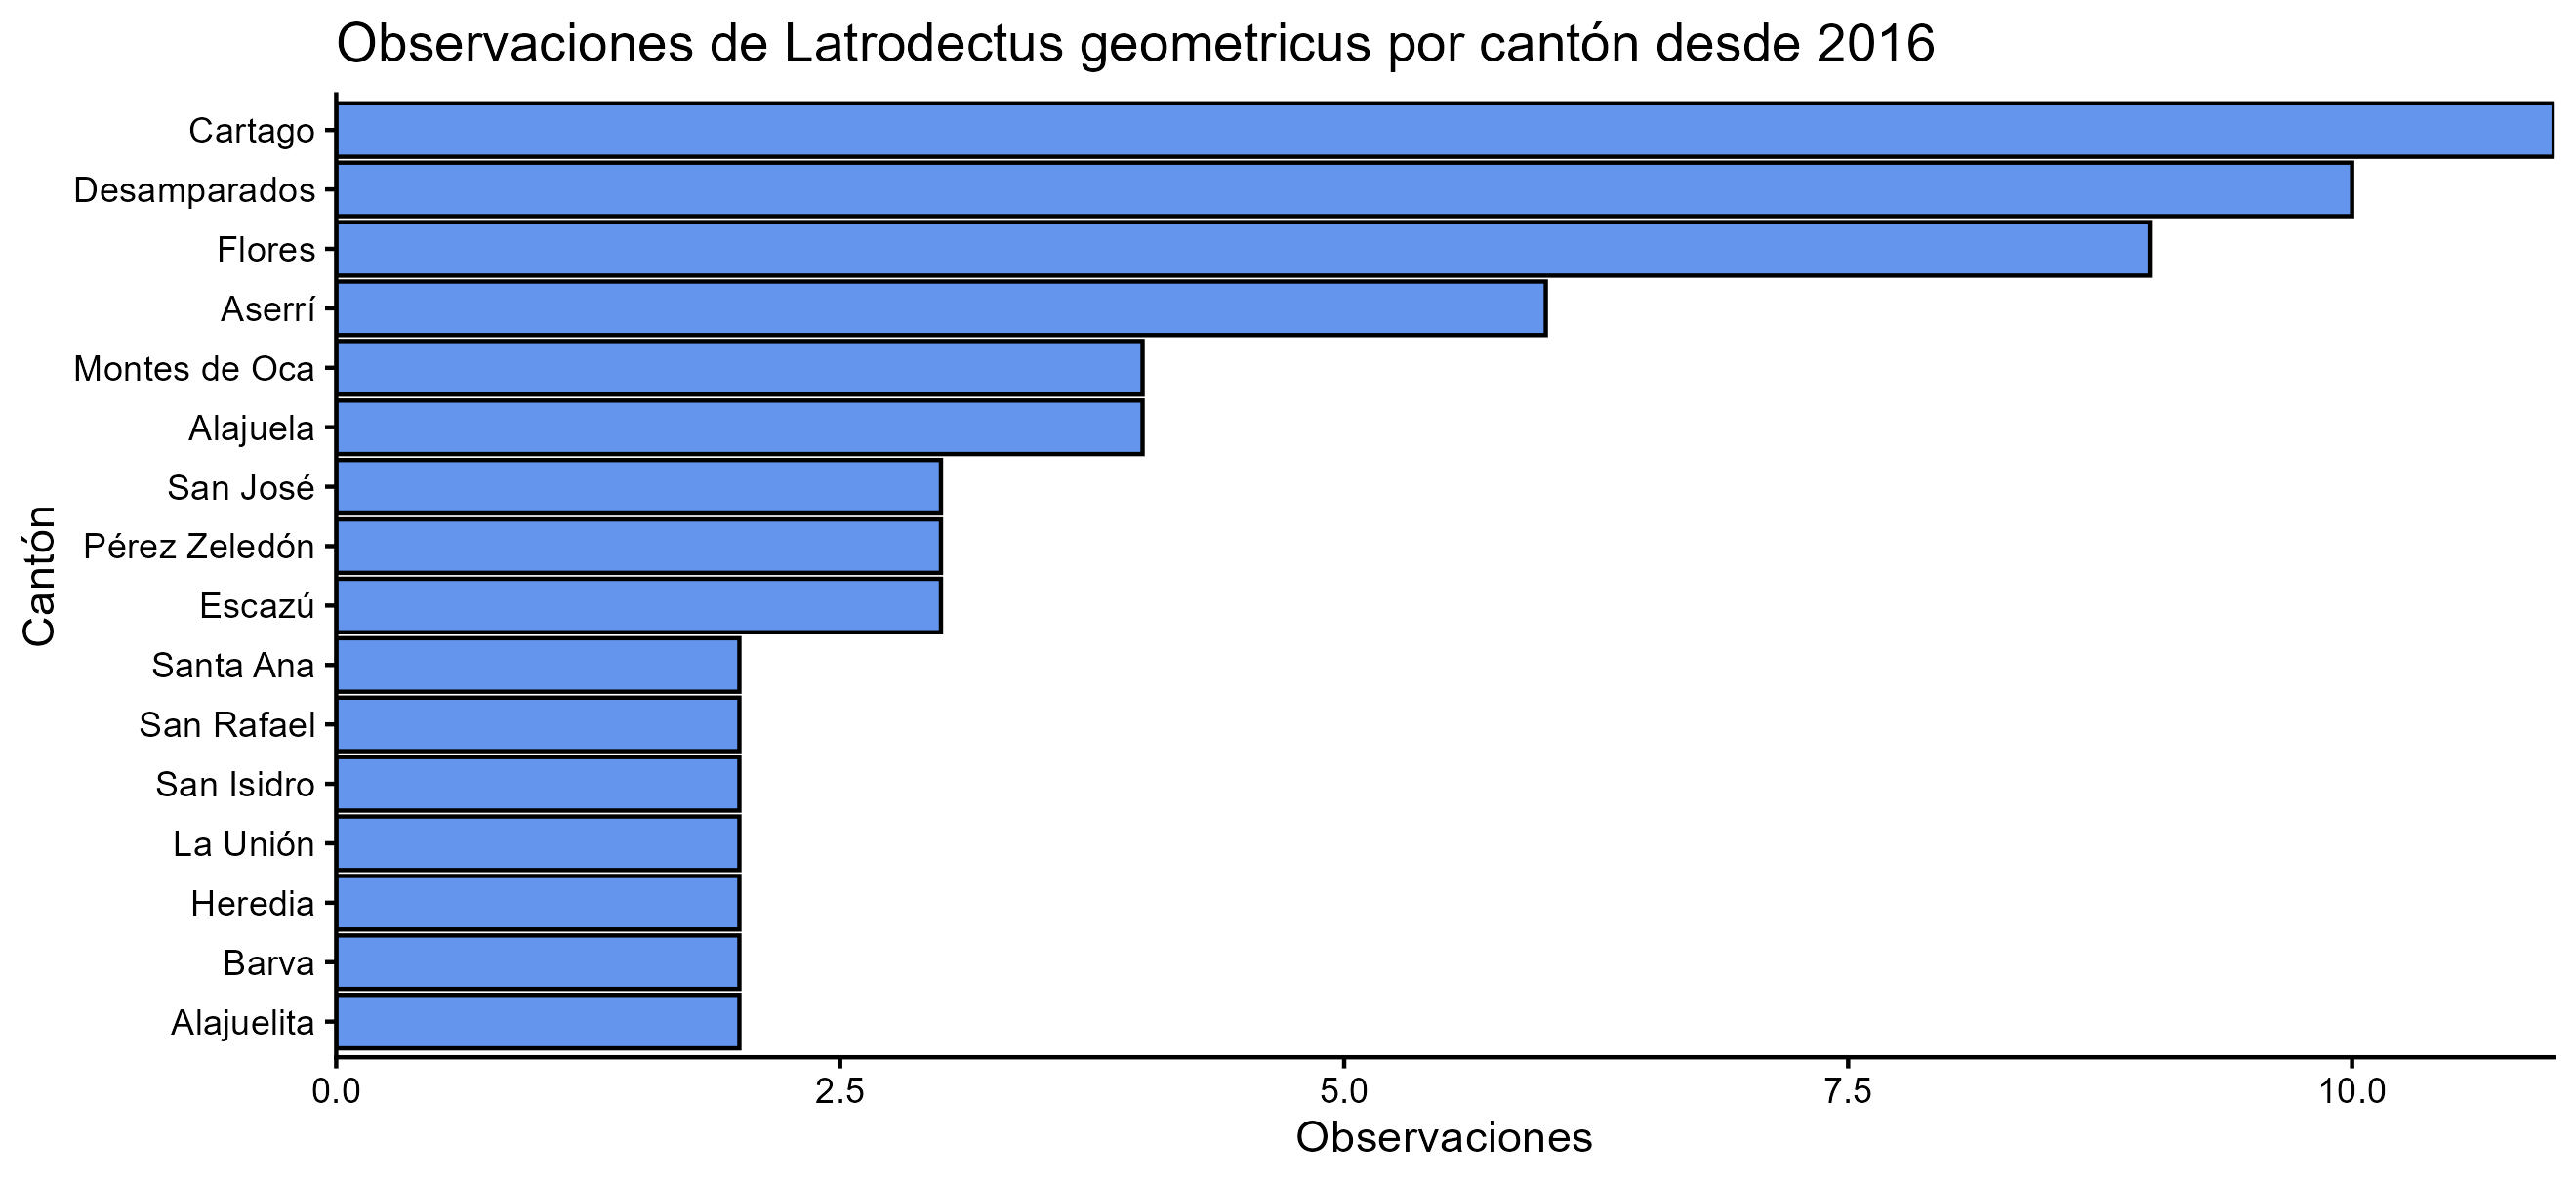 Observaciones de Latrodectus geometricus por cantón desde 2016
Cartago
Desamparados
Flores
Aserrí
Montes de Oca
Alajuela
San José
Pérez Zeledón
Escazú
Santa Ana
San Rafael
San Isidro
La Unión
Heredia
Barva
Alajuelita
Cantón
0.0 2.5 5.0 7.5 10.0
Observaciones